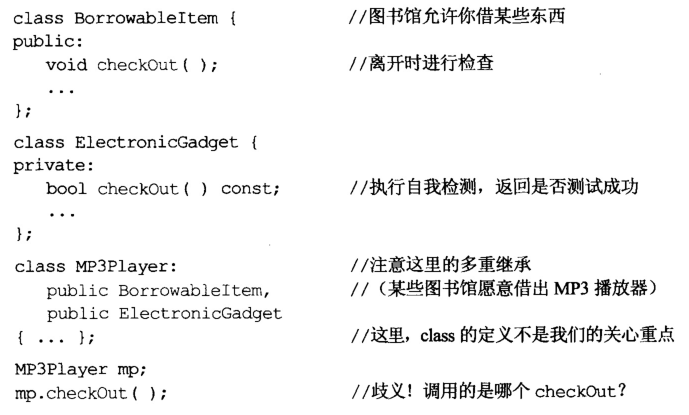 class BorrowableItem { //图书馆允许你借某些东西
public:
void checkOut( ); //离开时进行检查
...
};
class ElectronicGadget {
private:
bool checkOut( ) const; //执行自我检测，返回是否测试成功
...
};
class MP3Player: //注意这里的多重继承
public BorrowableItem, //（某些图书馆愿意借出 MP3 播放器）
public ElectronicGadget
{ ... }; //这里，class 的定义不是我们的关心重点
MP3Player mp;
mp.checkOut( ); //歧义！调用的是哪个 checkOut？